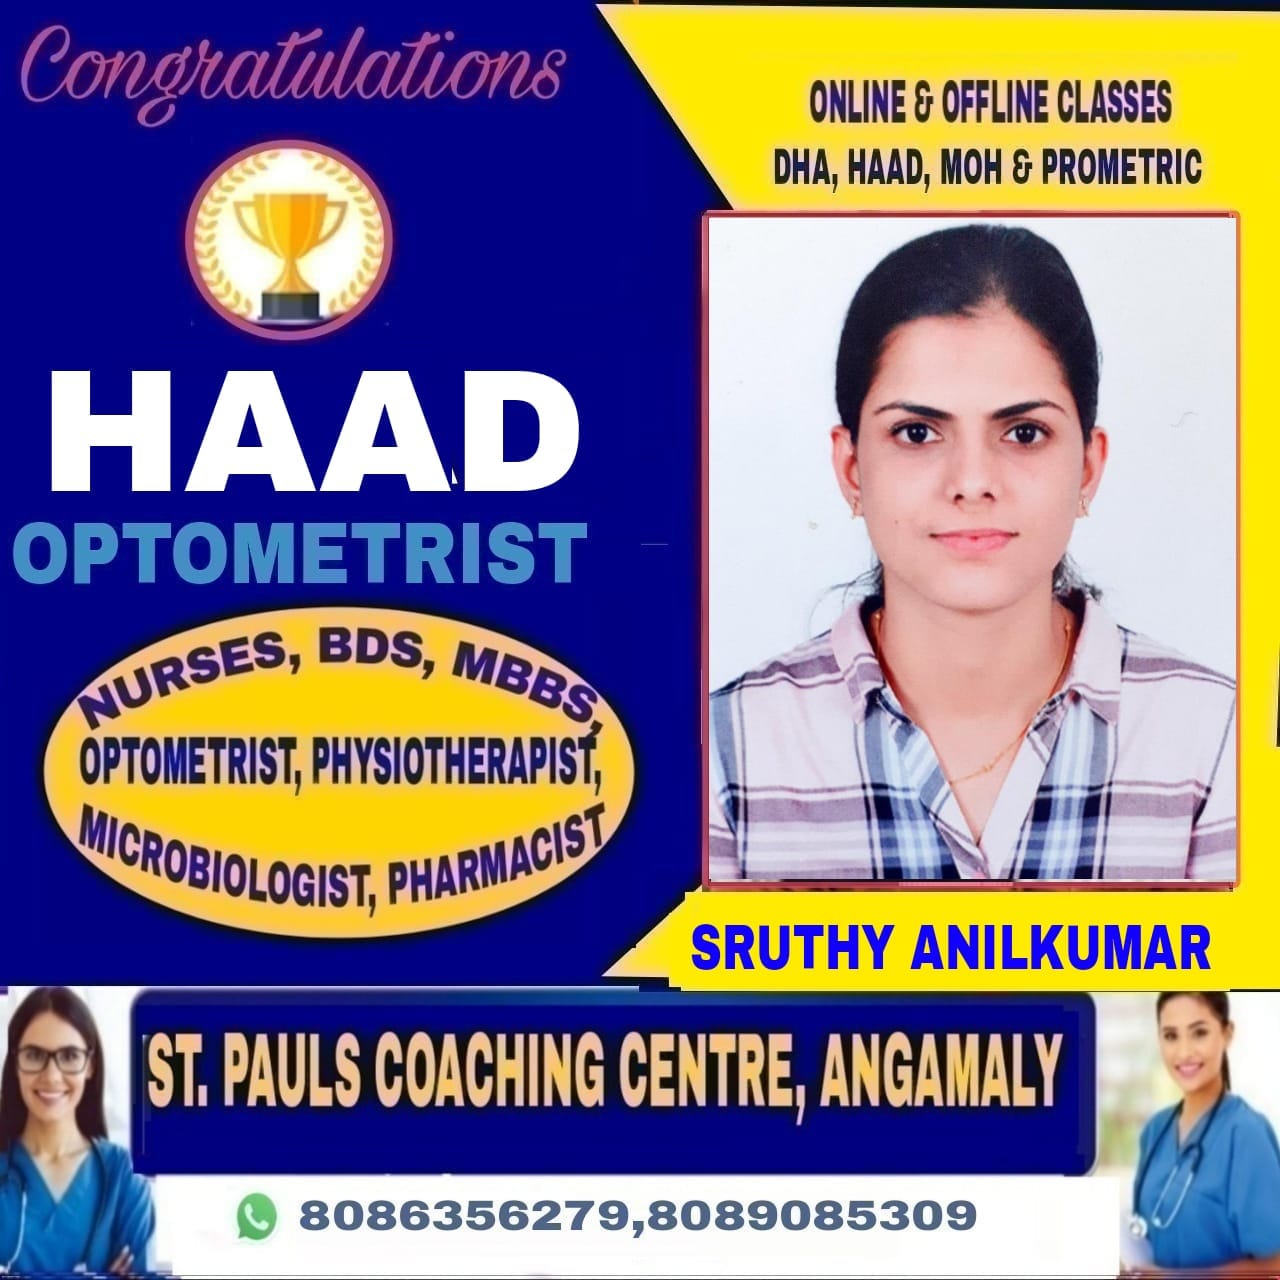 Congratulations
HAAD
OPTOMETRIST
NURSES, BDS, MBBS,
OPTOMETRIST, PHYSIOTHERAPIST,
MICROBIOLOGIST, PHARMACIST
ONLINE & OFFLINE CLASSES
DHA, HAAD, MOH & PROMETRIC
SRUTHY ANILKUMAR
ST. PAULS COACHING CENTRE, ANGAMALY
8086356279,8089085309